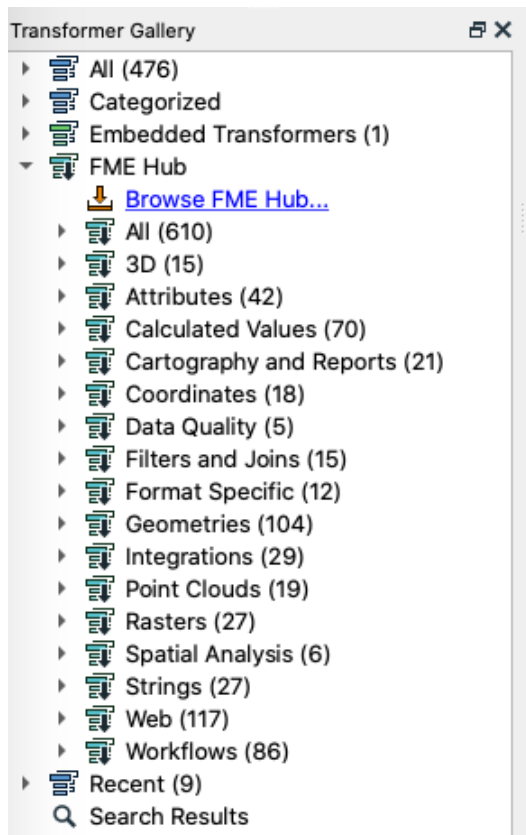 Transformer Gallery
All (476)
Categorized
Embedded Transformers (1)
FME Hub
Browse FME Hub...
All (610)
3D (15)
Attributes (42)
Calculated Values (70)
Cartography and Reports (21)
Coordinates (18)
Data Quality (5)
Filters and Joins (15)
Format Specific (12)
Geometries (104)
Integrations (29)
Point Clouds (19)
Rasters (27)
Spatial Analysis (6)
Strings (27)
Web (117)
Workflows (86)
Recent (9)
Search Results